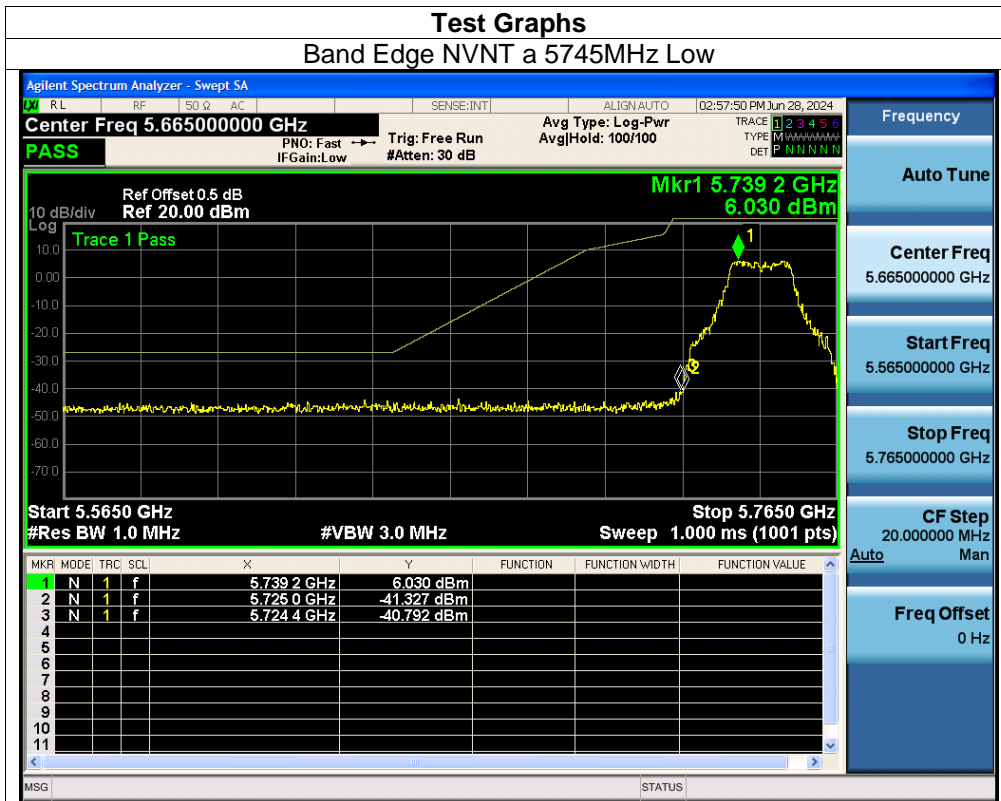 Test Graphs
Band Edge NVNT a 5745MHz Low
Agilent Spectrum Analyzer - Swept SA
LXI RL RF 50 Ω AC SENSE:INT ALIGN AUTO 02:57:50 PM Jun 28, 2024
Center Freq 5.665000000 GHz
PASS
PNO: Fast
IFGain:Low
Trig: Free Run
#Atten: 30 dB
Avg Type: Log-Pwr
Avg|Hold: 100/100
TRACE 1 2 3 4 5 6
TYPE M WWWWW
DET P N N N N N
Ref Offset 0.5 dB
10 dB/div Ref 20.00 dBm
Log
Mkr1 5.739 2 GHz
6.030 dBm
Trace 1 Pass
1
10.0
0.00
-10.0
-20.0
-30.0
-40.0
-50.0
-60.0
-70.0
3 2
Start 5.5650 GHz Stop 5.7650 GHz
#Res BW 1.0 MHz #VBW 3.0 MHz Sweep 1.000 ms (1001 pts)
MKR MODE TRC SCL X Y FUNCTION FUNCTION WIDTH FUNCTION VALUE
1 N 1 f 5.739 2 GHz 6.030 dBm
2 N 1 f 5.725 0 GHz -41.327 dBm
3 N 1 f 5.724 4 GHz -40.792 dBm
4
5
6
7
8
9
10
11
MSG STATUS
Frequency
Auto Tune
Center Freq
5.665000000 GHz
Start Freq
5.565000000 GHz
Stop Freq
5.765000000 GHz
CF Step
20.000000 MHz
Auto Man
Freq Offset
0 Hz